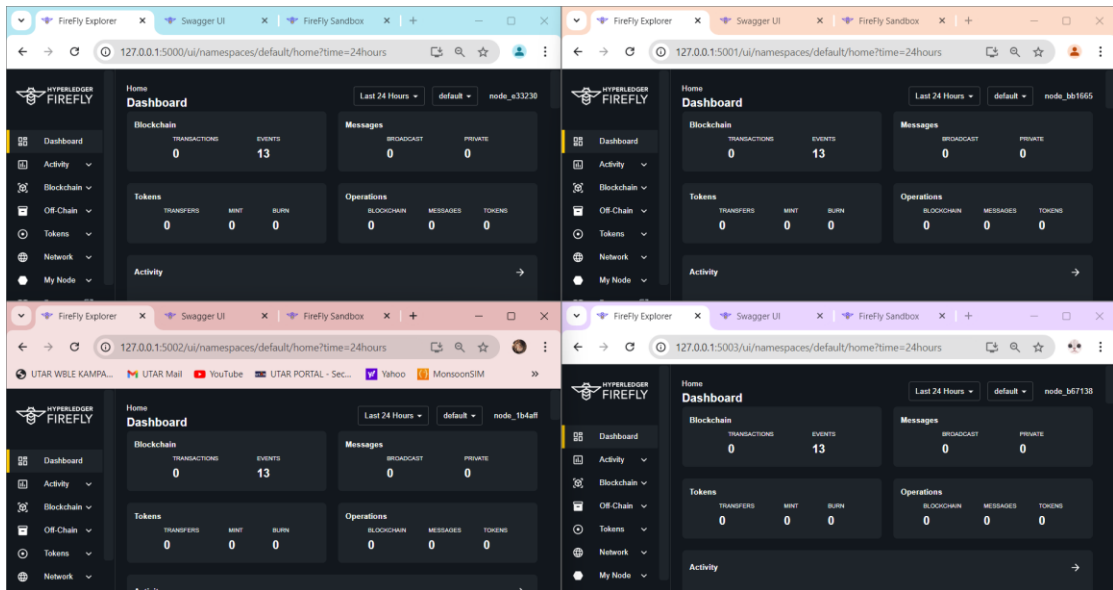 FireFly Explorer × Swagger UI × FireFly Sandbox × +
127.0.0.1:5000/ui/namespaces/default/home?time=24hours
HYPERLEDGER
FIREFLY
Home
Dashboard
Last 24 Hours default node_e33230
Dashboard
Activity
Blockchain
Off-Chain
Tokens
Network
My Node
Blockchain
TRANSACTIONS EVENTS
0 13
Messages
BROADCAST PRIVATE
0 0
Tokens
TRANSFERS MINT BURN
0 0 0
Operations
BLOCKCHAIN MESSAGES TOKENS
0 0 0
Activity
FireFly Explorer × Swagger UI × FireFly Sandbox × +
127.0.0.1:5001/ui/namespaces/default/home?time=24hours
HYPERLEDGER
FIREFLY
Home
Dashboard
Last 24 Hours default node_bb1665
Dashboard
Activity
Blockchain
Off-Chain
Tokens
Network
My Node
Blockchain
TRANSACTIONS EVENTS
0 13
Messages
BROADCAST PRIVATE
0 0
Tokens
TRANSFERS MINT BURN
0 0 0
Operations
BLOCKCHAIN MESSAGES TOKENS
0 0 0
Activity
FireFly Explorer × Swagger UI × FireFly Sandbox × +
127.0.0.1:5002/ui/namespaces/default/home?time=24hours
UTAR WBLE KAMPA... UTAR Mail YouTube UTAR PORTAL - Sec... Yahoo MonsoonSIM »
HYPERLEDGER
FIREFLY
Home
Dashboard
Last 24 Hours default node_1b4aff
Dashboard
Activity
Blockchain
Off-Chain
Tokens
Network
Blockchain
TRANSACTIONS EVENTS
0 13
Messages
BROADCAST PRIVATE
0 0
Tokens
TRANSFERS MINT BURN
0 0 0
Operations
BLOCKCHAIN MESSAGES TOKENS
0 0 0
FireFly Explorer × Swagger UI × FireFly Sandbox × +
127.0.0.1:5003/ui/namespaces/default/home?time=24hours
HYPERLEDGER
FIREFLY
Home
Dashboard
Last 24 Hours default node_b67138
Dashboard
Activity
Blockchain
Off-Chain
Tokens
Network
My Node
Blockchain
TRANSACTIONS EVENTS
0 13
Messages
BROADCAST PRIVATE
0 0
Tokens
TRANSFERS MINT BURN
0 0 0
Operations
BLOCKCHAIN MESSAGES TOKENS
0 0 0
Activity